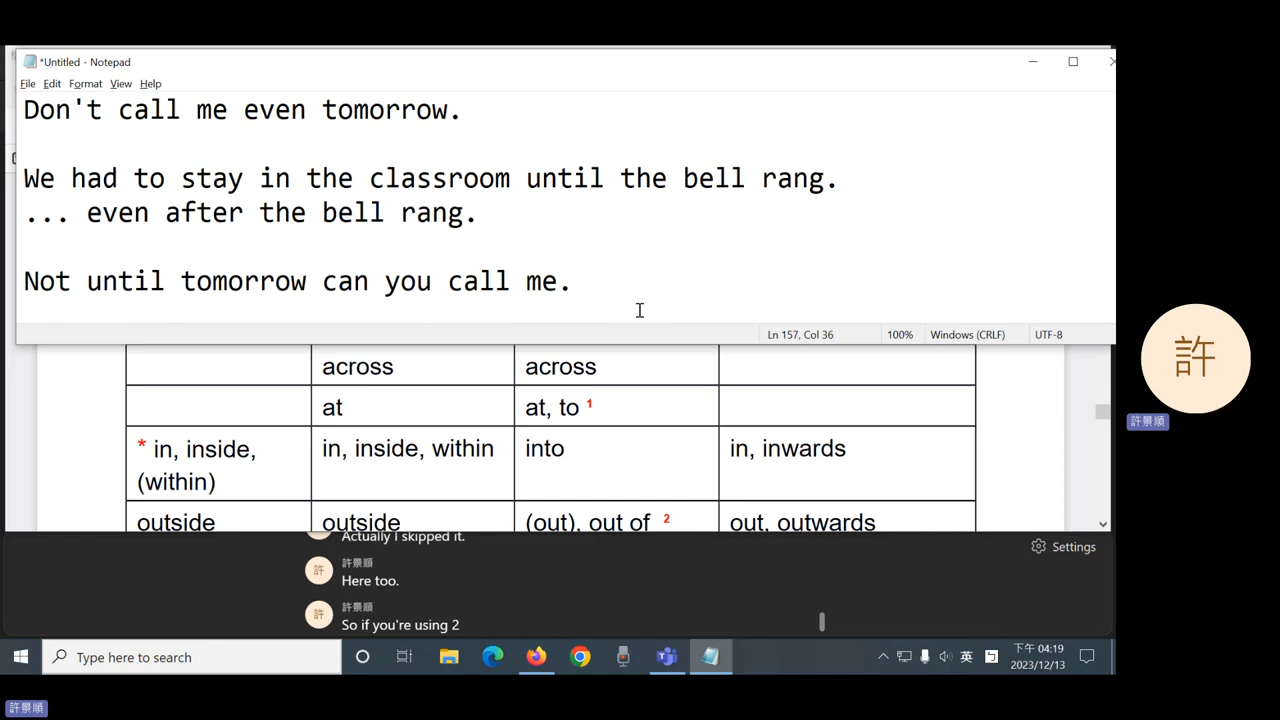 *Untitled - Notepad
File Edit Format View Help
Don't call me even tomorrow.
We had to stay in the classroom until the bell rang.
... even after the bell rang.
Not until tomorrow can you call me.
Ln 157, Col 36 100% Windows (CRLF) UTF-8
across across
at at, to 1
* in, inside, (within) in, inside, within into in, inwards
outside outside (out), out of 2 out, outwards
Actually I skipped it.
Settings
許景順
許 Here too.
許景順
許 So if you're using 2
許
許景順
Type here to search
英
下午 04:19
2023/12/13
許景順